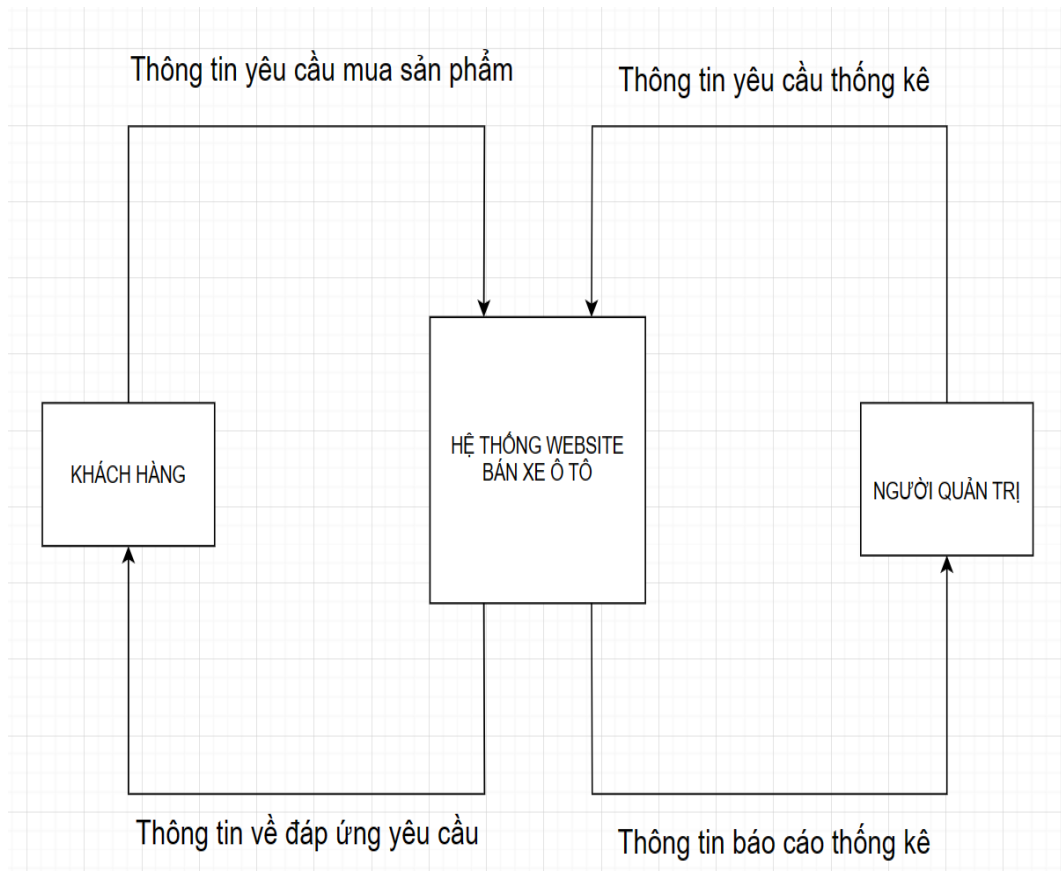 Thông tin yêu cầu mua sản phẩm
Thông tin yêu cầu thống kê
HỆ THỐNG WEBSITE
BÁN XE Ô TÔ
KHÁCH HÀNG
NGƯỜI QUẢN TRỊ
Thông tin về đáp ứng yêu cầu
Thông tin báo cáo thống kê